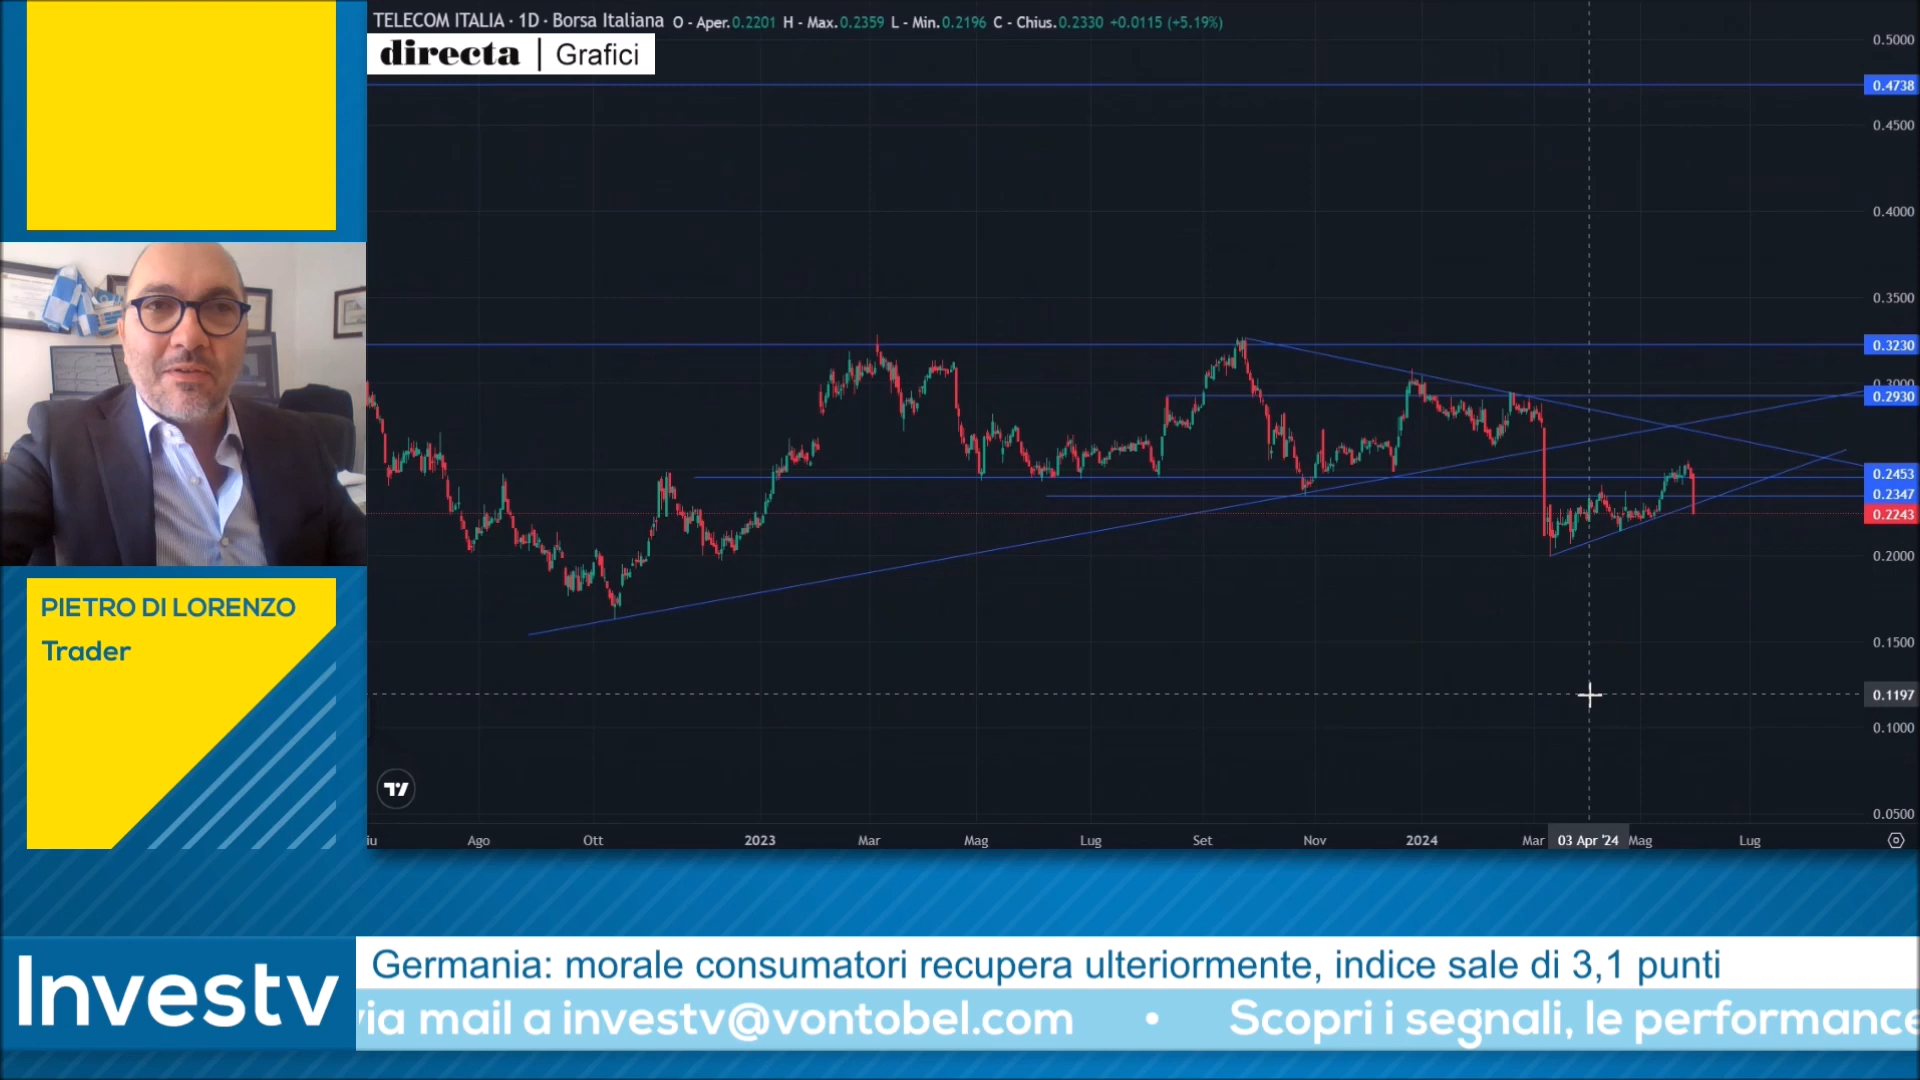 TELECOM ITALIA · 1D · Borsa Italiana O - Aper.0.2201 H - Max.0.2359 L - Min.0.2196 C - Chius.0.2330 +0.0115 (+5.19%)
directa | Grafici
0.5000
0.4738
0.4500
0.4000
0.3500
0.3230
0.3000
0.2930
0.2453
0.2347
0.2243
0.2000
0.1500
0.1197
0.1000
0.0500
iu Ago Ott 2023 Mar Mag Lug Set Nov 2024 Mar 03 Apr '24 Mag Lug
PIETRO DI LORENZO
Trader
Investv
Germania: morale consumatori recupera ulteriormente, indice sale di 3,1 punti
via mail a investv@vontobel.com • Scopri i segnali, le performance